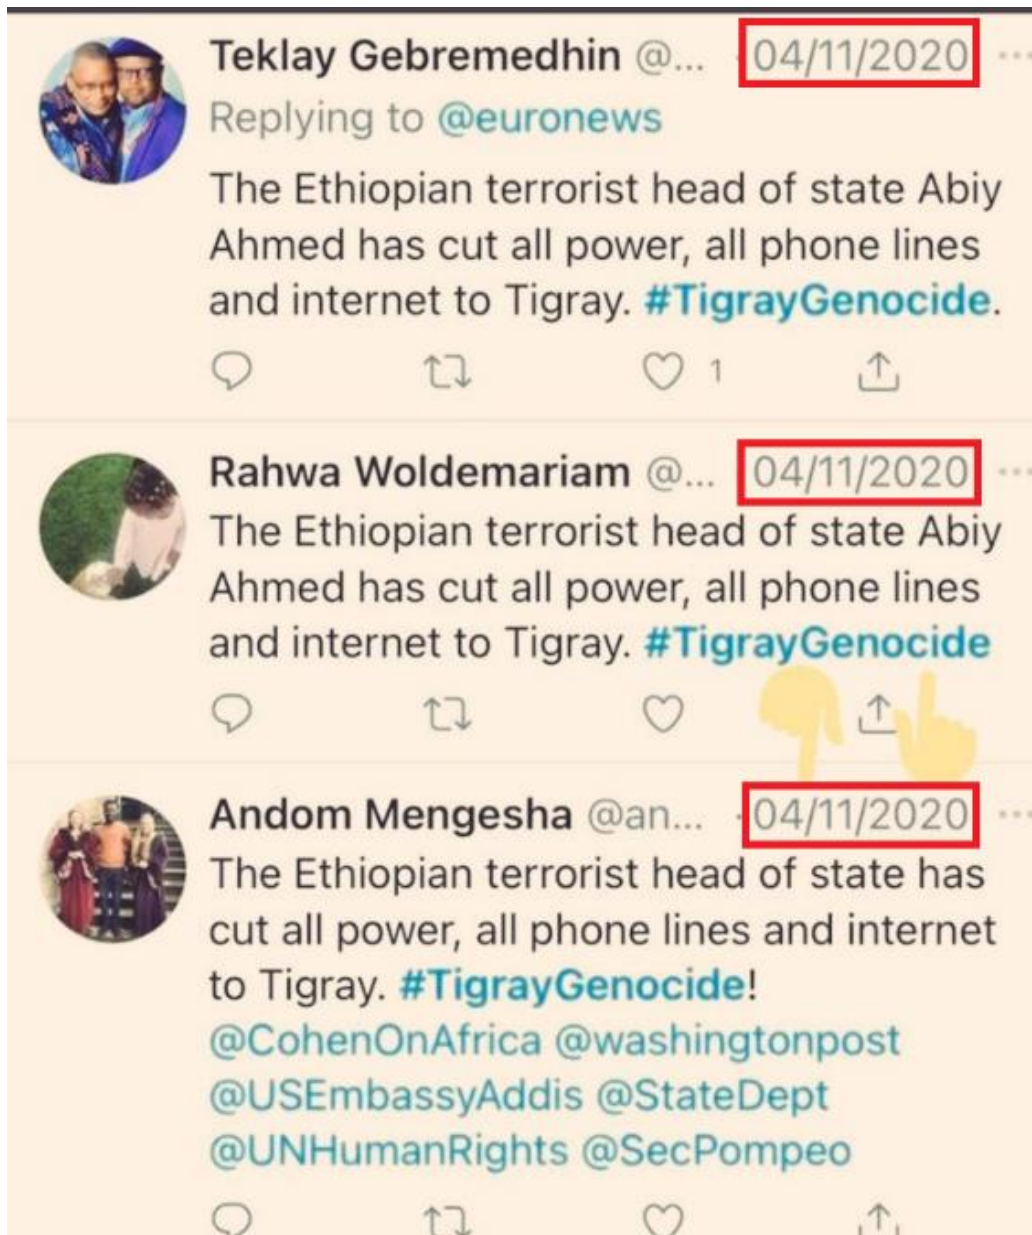 Teklay Gebremedhin @... · 04/11/2020 ...
Replying to @euronews
The Ethiopian terrorist head of state Abiy
Ahmed has cut all power, all phone lines
and internet to Tigray. #TigrayGenocide.
1
Rahwa Woldemariam @... 04/11/2020 ...
The Ethiopian terrorist head of state Abiy
Ahmed has cut all power, all phone lines
and internet to Tigray. #TigrayGenocide
Andom Mengesha @an... · 04/11/2020 ...
The Ethiopian terrorist head of state has
cut all power, all phone lines and internet
to Tigray. #TigrayGenocide!
@CohenOnAfrica @washingtonpost
@USEmbassyAddis @StateDept
@UNHumanRights @SecPompeo